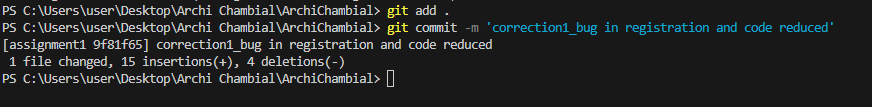 PS C:\Users\user\Desktop\Archi Chambial\ArchiChambial> git add .
PS C:\Users\user\Desktop\Archi Chambial\ArchiChambial> git commit -m 'correction1_bug in registration and code reduced'
[assignment1 9f81f65] correction1_bug in registration and code reduced
 1 file changed, 15 insertions(+), 4 deletions(-)
PS C:\Users\user\Desktop\Archi Chambial\ArchiChambial>